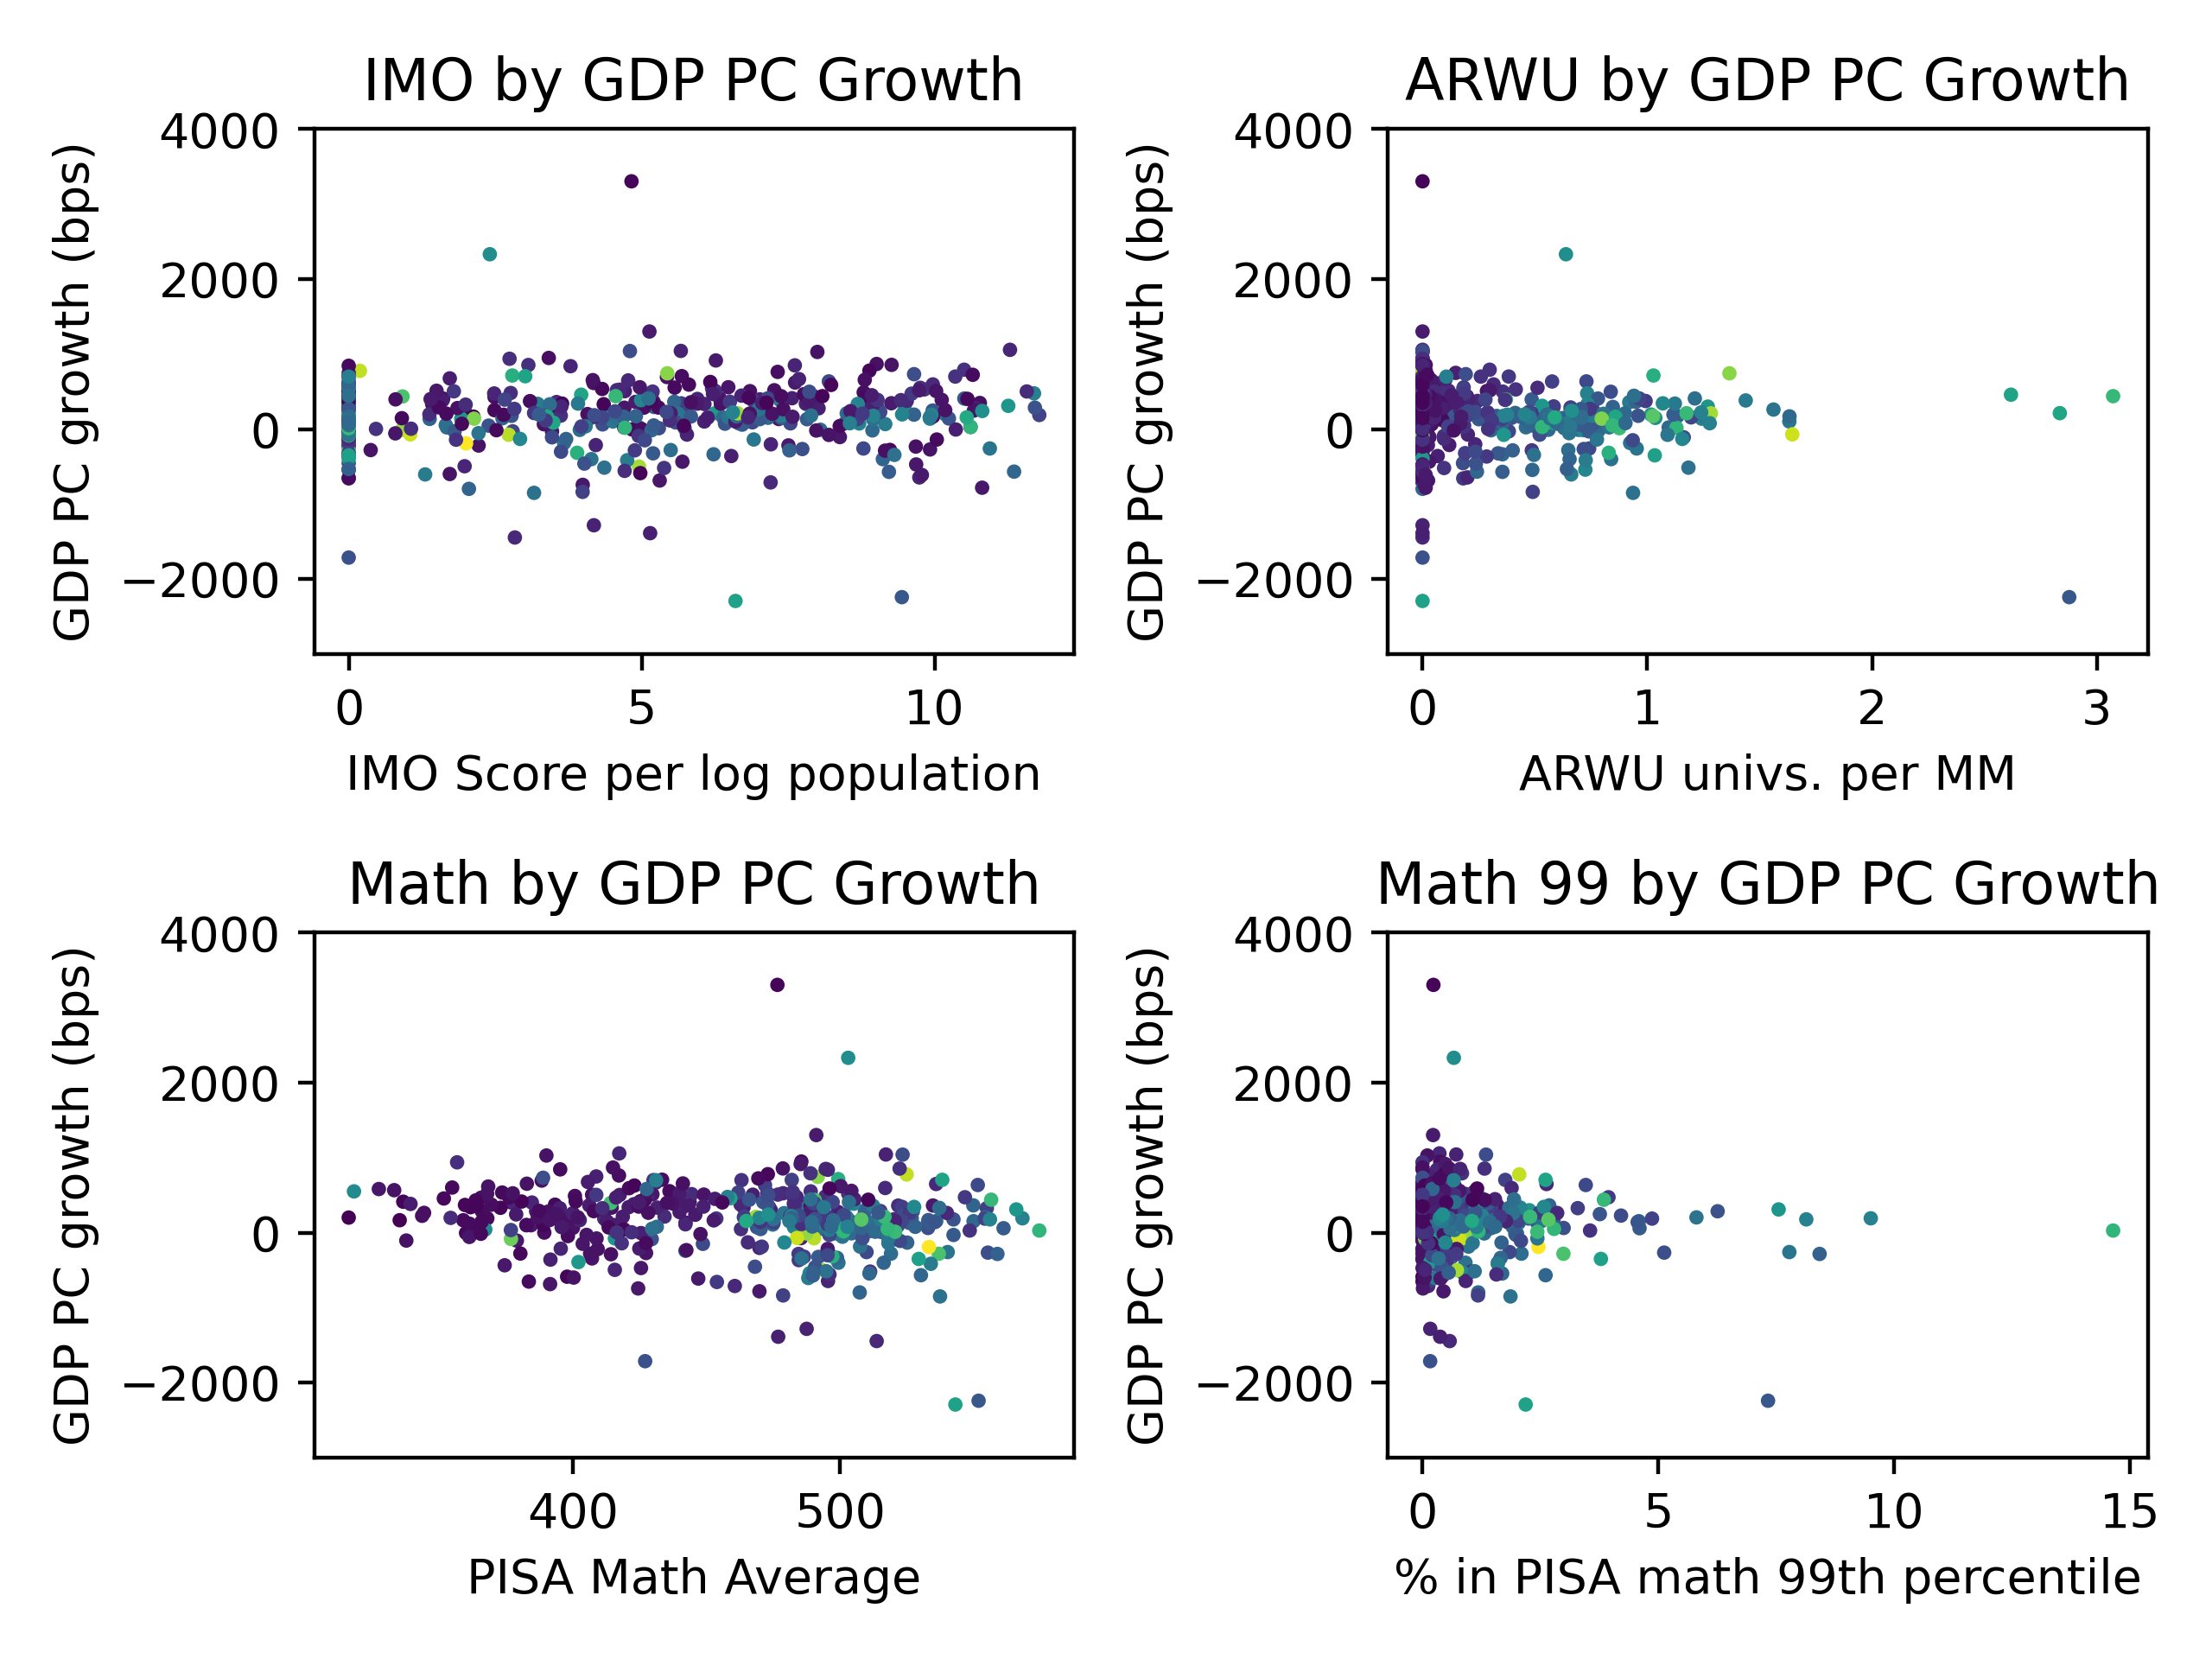 IMO by GDP PC Growth
4000
2000
0
−2000
GDP PC growth (bps)
0 5 10
IMO Score per log population
ARWU by GDP PC Growth
4000
2000
0
−2000
GDP PC growth (bps)
0 1 2 3
ARWU univs. per MM
Math by GDP PC Growth
4000
2000
0
−2000
GDP PC growth (bps)
400 500
PISA Math Average
Math 99 by GDP PC Growth
4000
2000
0
−2000
GDP PC growth (bps)
0 5 10 15
% in PISA math 99th percentile